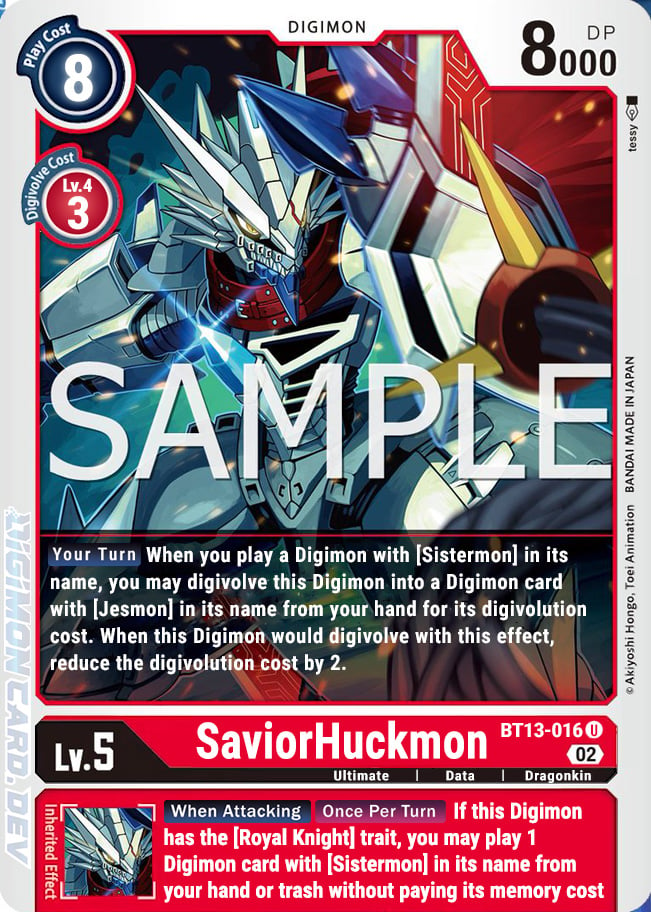 DIGIMON
Play Cost
8
8000
DP
Digivolve Cost
Lv.4
3
tessy
SAMPLE
Your Turn When you play a Digimon with [Sistermon] in its
name, you may digivolve this Digimon into a Digimon card
with [Jesmon] in its name from your hand for its digivolution
cost. When this Digimon would digivolve with this effect,
reduce the digivolution cost by 2.
© Akiyoshi Hongo, Toei Animation BANDAI MADE IN JAPAN
DIGIMON CARD.DEV
Lv.5
SaviorHuckmon
BT13-016 U
02
Ultimate | Data | Dragonkin
Inherited Effect
When Attacking Once Per Turn If this Digimon
has the [Royal Knight] trait, you may play 1
Digimon card with [Sistermon] in its name from
your hand or trash without paying its memory cost